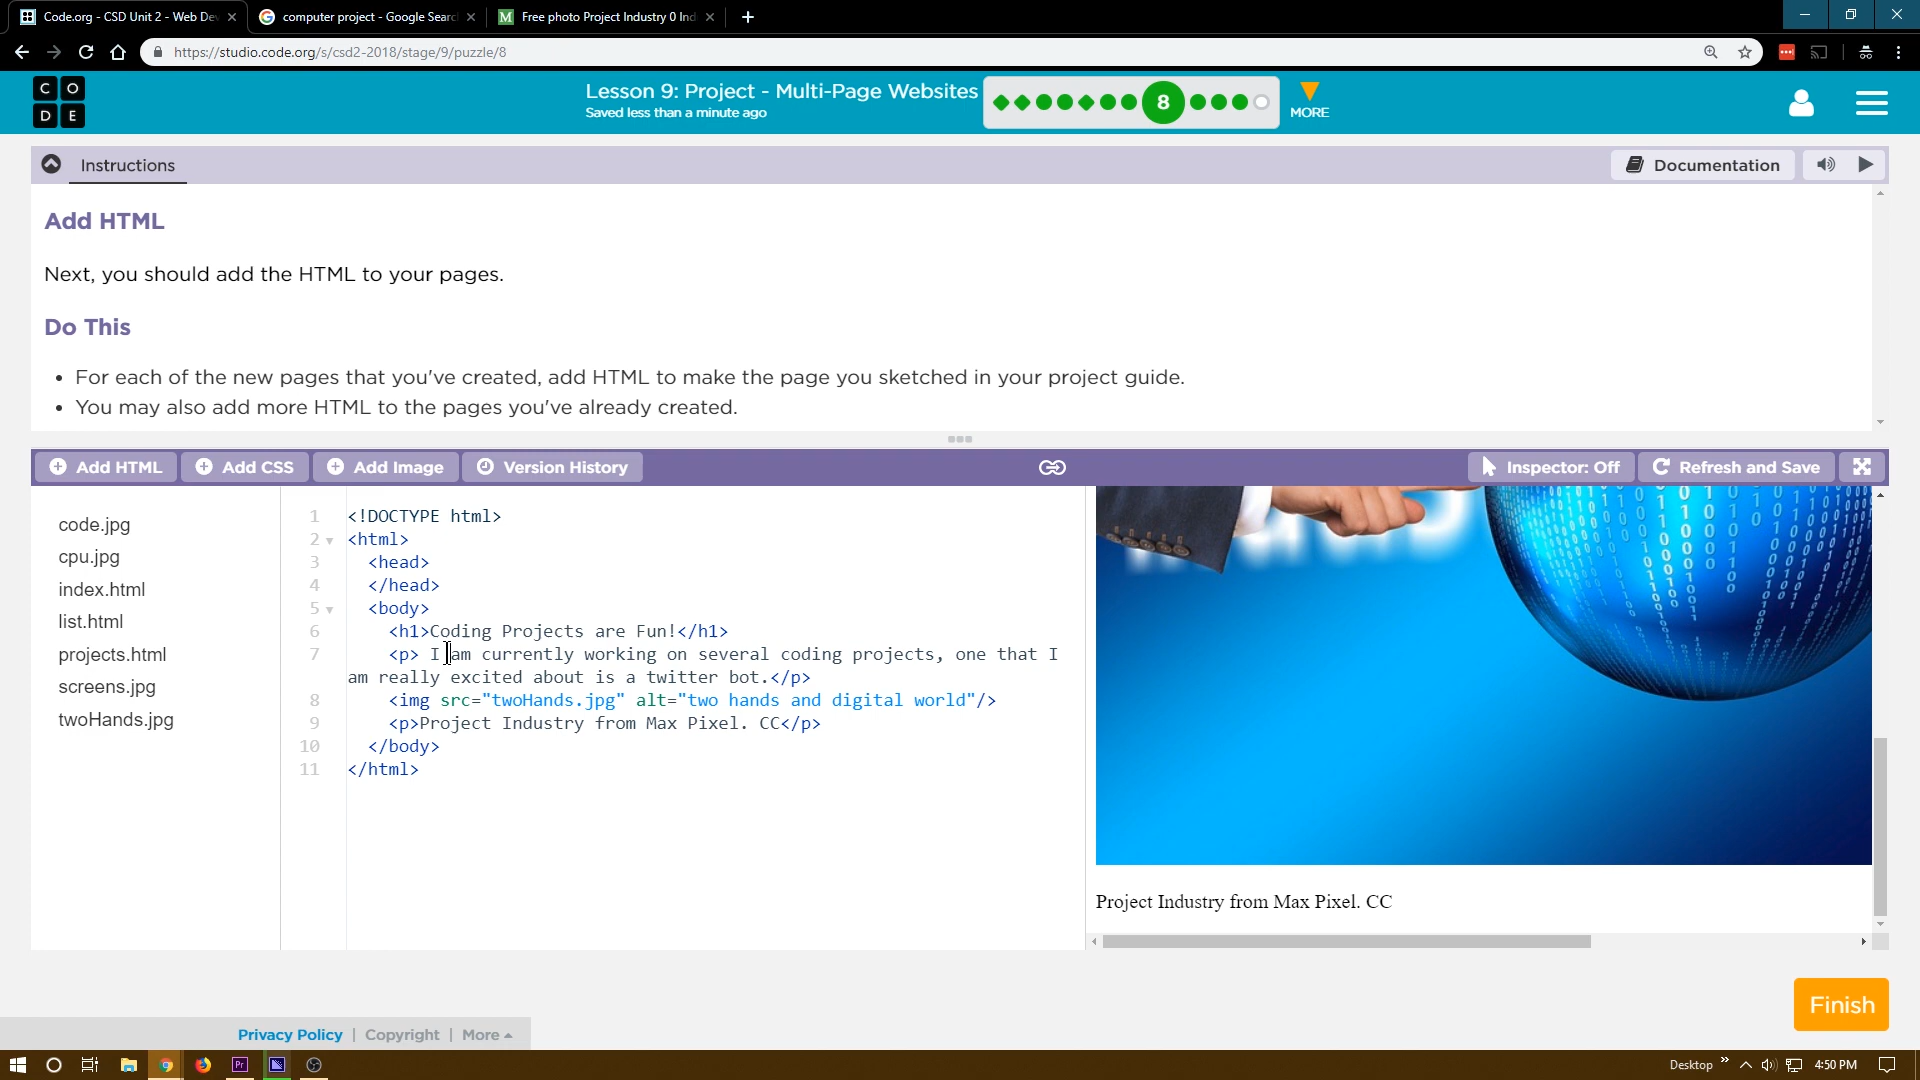 Code.org - CSD Unit 2 - Web De
computer project - Google Searc
Free photo Project Industry 0 Ind
https://studio.code.org/s/csd2-2018/stage/9/puzzle/8
C O
D E
Lesson 9: Project - Multi-Page Websites
Saved less than a minute ago
8
MORE
Instructions
Documentation
Add HTML
Next, you should add the HTML to your pages.
Do This
• For each of the new pages that you've created, add HTML to make the page you sketched in your project guide.
• You may also add more HTML to the pages you've already created.
Add HTML
Add CSS
Add Image
Version History
Inspector: Off
Refresh and Save
code.jpg
cpu.jpg
index.html
list.html
projects.html
screens.jpg
twoHands.jpg
1 <!DOCTYPE html>
2 <html>
3 <head>
4 </head>
5 <body>
6 <h1>Coding Projects are Fun!</h1>
7 <p> I am currently working on several coding projects, one that I
am really excited about is a twitter bot.</p>
8 <img src="twoHands.jpg" alt="two hands and digital world"/>
9 <p>Project Industry from Max Pixel. CC</p>
10 </body>
11 </html>
Project Industry from Max Pixel. CC
Finish
Privacy Policy | Copyright | More
Pr
Desktop
4:50 PM